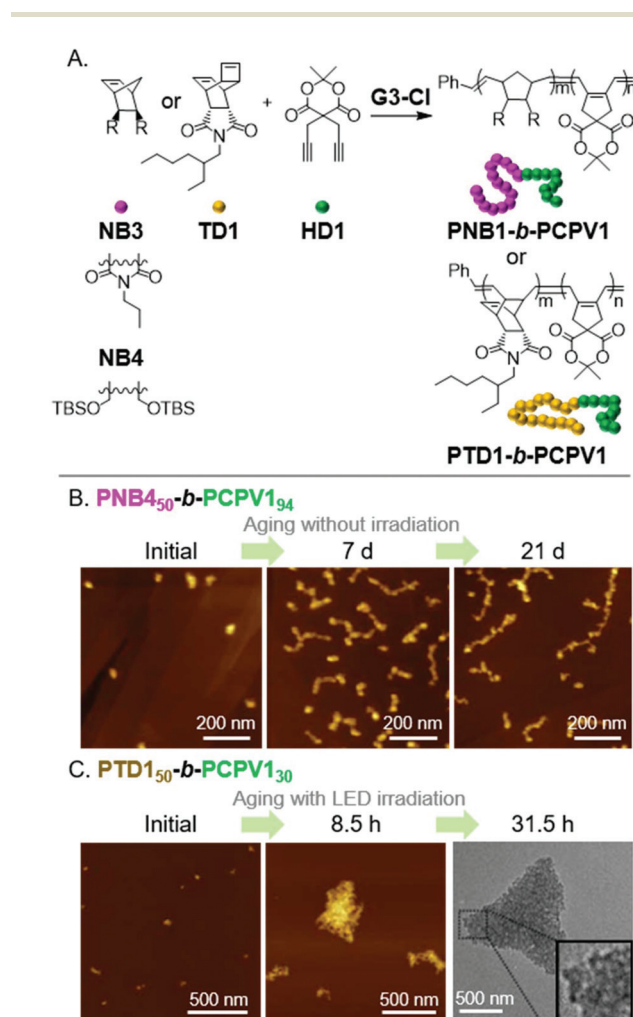 A.
R R
or
O N O
+
O O
O O
G3-Cl
Ph m n
R R
O O
O O
NB3 TD1 HD1
PNB1-b-PCPV1
or
O N O
NB4
TBSO OTBS
Ph m n
O N O
O O
O O
PTD1-b-PCPV1
B. PNB4₅₀-b-PCPV1₉₄
Aging without irradiation
Initial 7 d 21 d
200 nm 200 nm 200 nm
C. PTD1₅₀-b-PCPV1₃₀
Aging with LED irradiation
Initial 8.5 h 31.5 h
500 nm 500 nm 500 nm